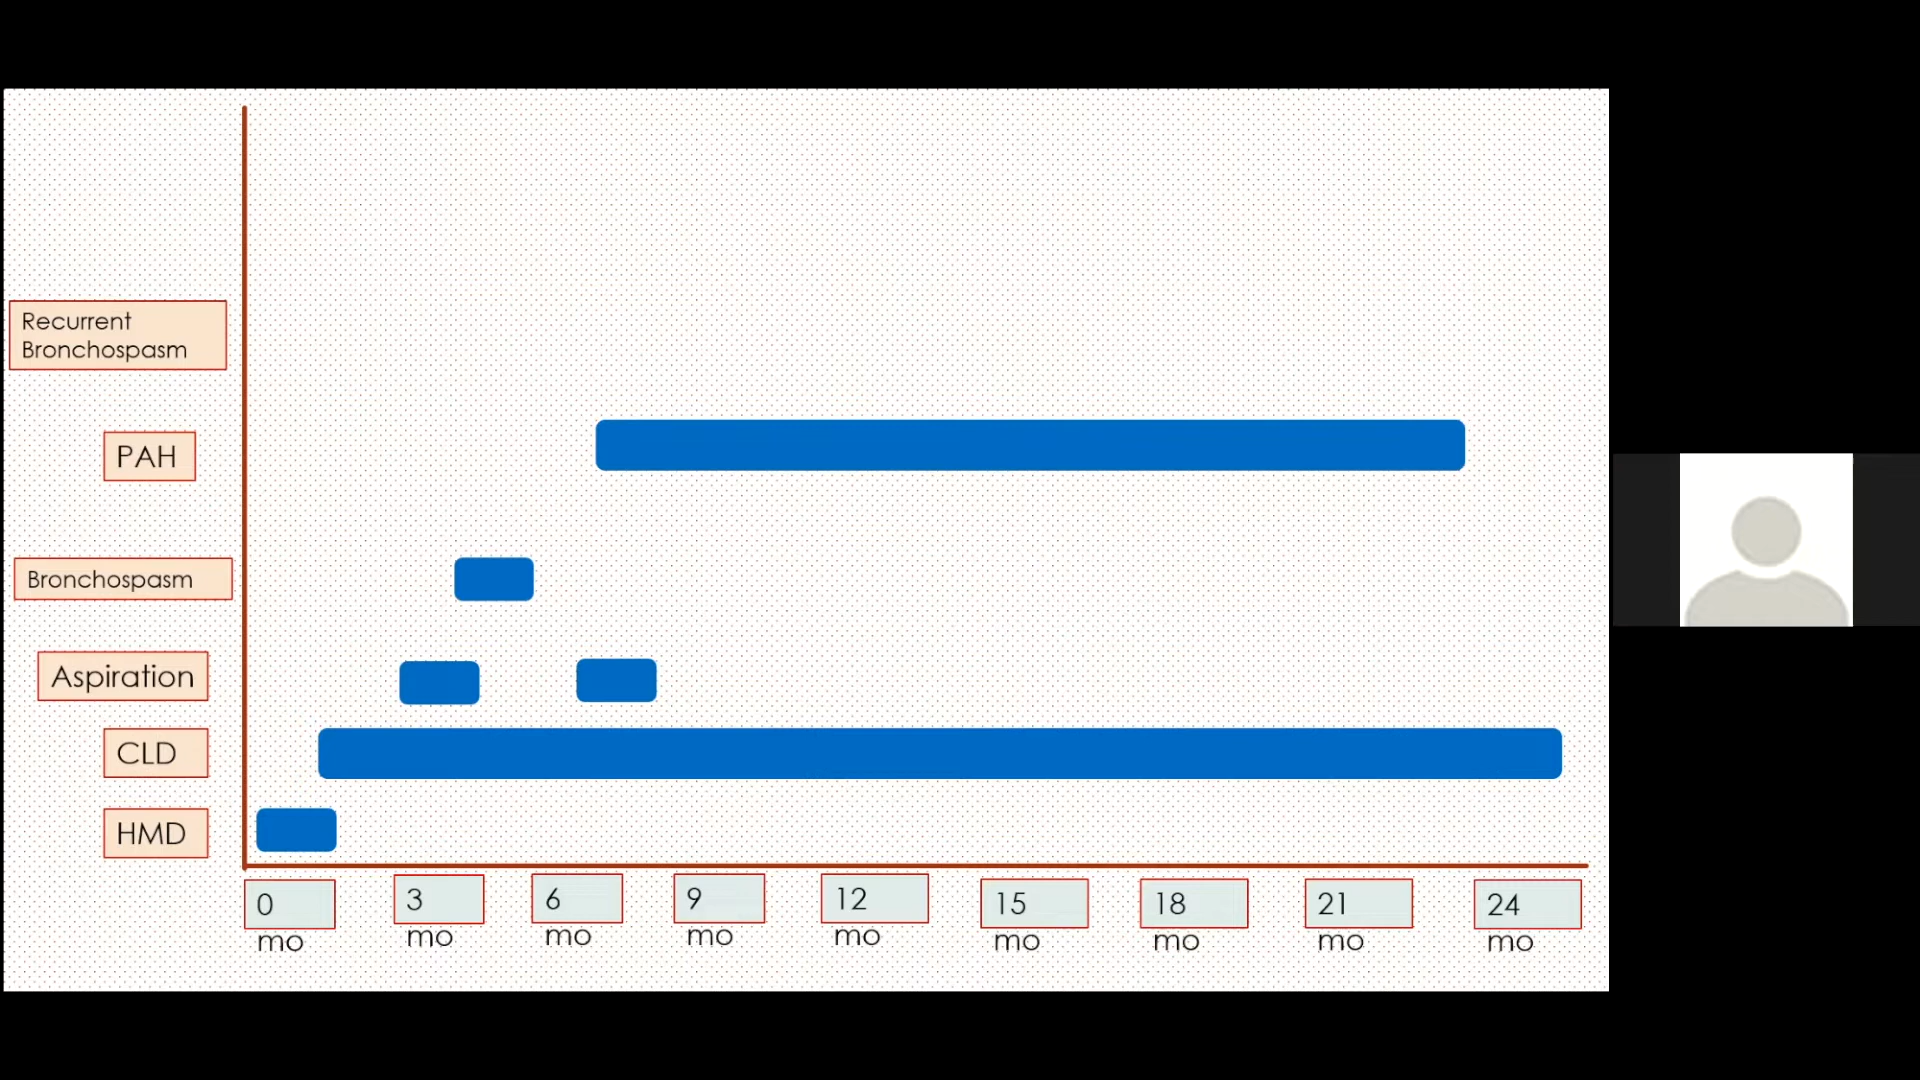 Recurrent
Bronchospasm
PAH
Bronchospasm
Aspiration
CLD
HMD
0 3 6 9 12 15 18 21 24
mo mo mo mo mo mo mo mo mo